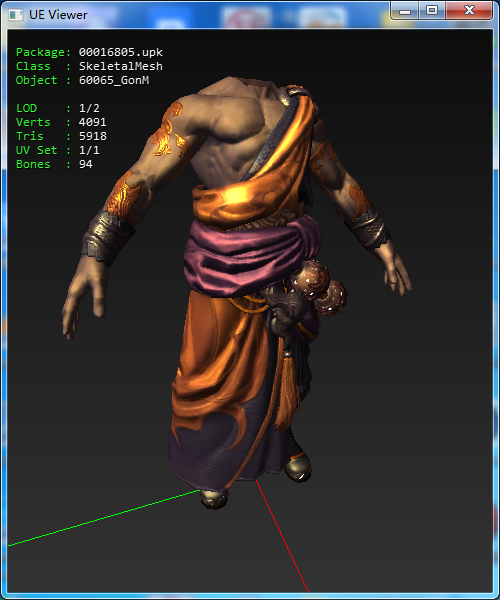 UE Viewer
Package: 00016805.upk
Class  : SkeletalMesh
Object : 60065_GonM
LOD    : 1/2
Verts  : 4091
Tris   : 5918
UV Set : 1/1
Bones  : 94